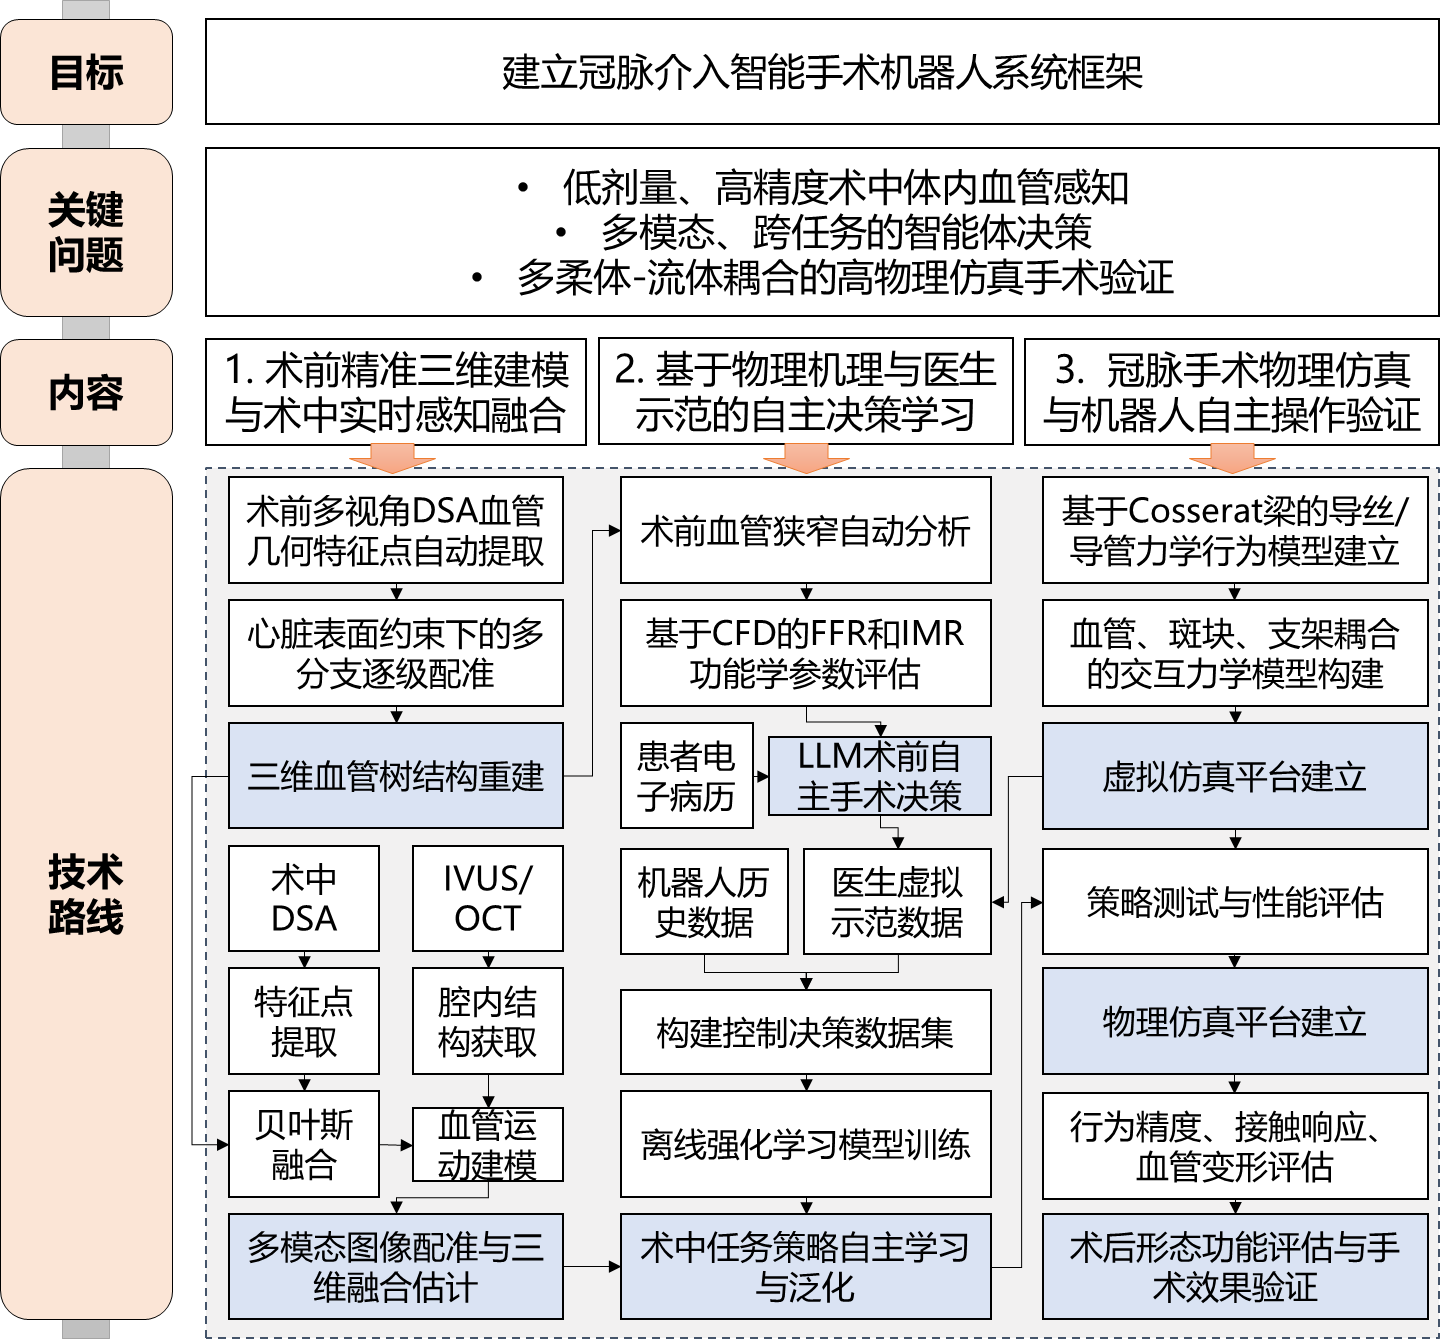 目标
建立冠脉介入智能手术机器人系统框架
关键
问题
• 低剂量、高精度术中体内血管感知
• 多模态、跨任务的智能体决策
• 多柔体-流体耦合的高物理仿真手术验证
内容
1. 术前精准三维建模
与术中实时感知融合
2. 基于物理机理与医生
示范的自主决策学习
3. 冠脉手术物理仿真
与机器人自主操作验证
技术
路线
术前多视角DSA血管
几何特征点自动提取
心脏表面约束下的多
分支逐级配准
三维血管树结构重建
术中
DSA
IVUS/
OCT
特征点
提取
腔内结
构获取
贝叶斯
融合
血管运
动建模
多模态图像配准与三
维融合估计
术前血管狭窄自动分析
基于CFD的FFR和IMR
功能学参数评估
患者电
子病历
LLM术前自
主手术决策
机器人历
史数据
医生虚拟
示范数据
构建控制决策数据集
离线强化学习模型训练
术中任务策略自主学习
与泛化
基于Cosserat梁的导丝/
导管力学行为模型建立
血管、斑块、支架耦合
的交互力学模型构建
虚拟仿真平台建立
策略测试与性能评估
物理仿真平台建立
行为精度、接触响应、
血管变形评估
术后形态功能评估与手
术效果验证